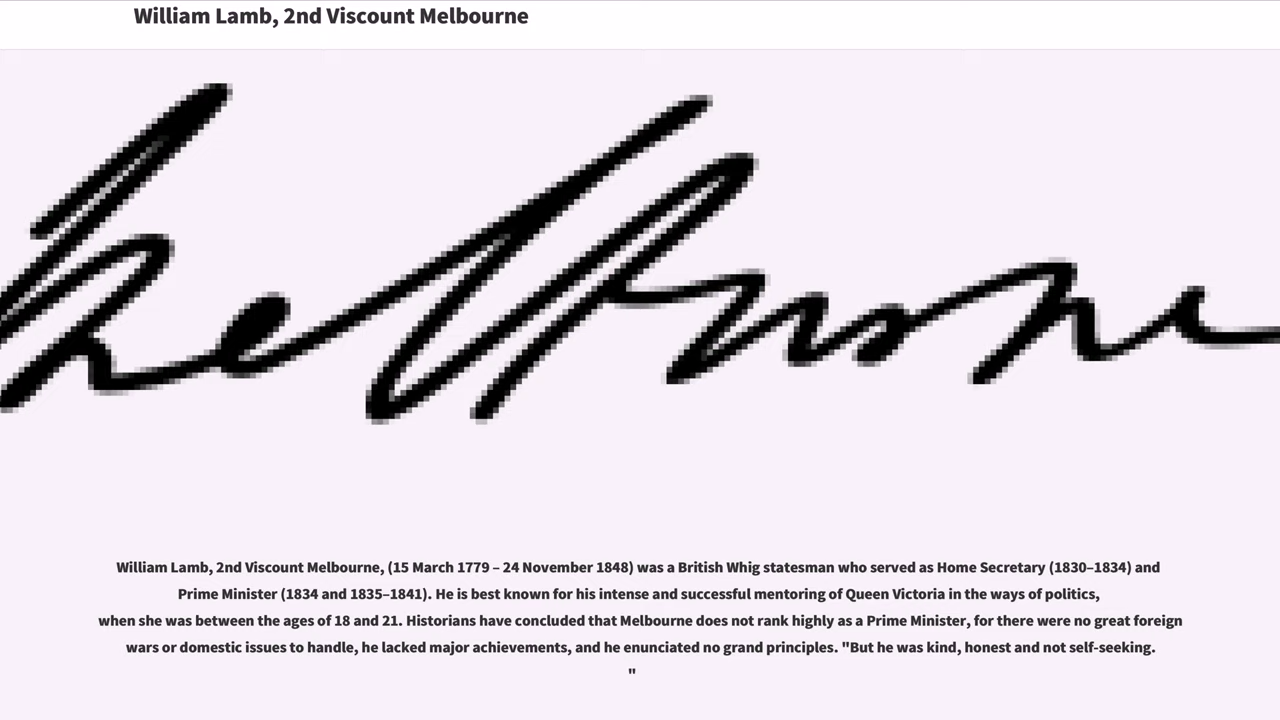 William Lamb, 2nd Viscount Melbourne
Melbourne
William Lamb, 2nd Viscount Melbourne, (15 March 1779 – 24 November 1848) was a British Whig statesman who served as Home Secretary (1830–1834) and
Prime Minister (1834 and 1835–1841). He is best known for his intense and successful mentoring of Queen Victoria in the ways of politics,
when she was between the ages of 18 and 21. Historians have concluded that Melbourne does not rank highly as a Prime Minister, for there were no great foreign
wars or domestic issues to handle, he lacked major achievements, and he enunciated no grand principles. "But he was kind, honest and not self-seeking.
"